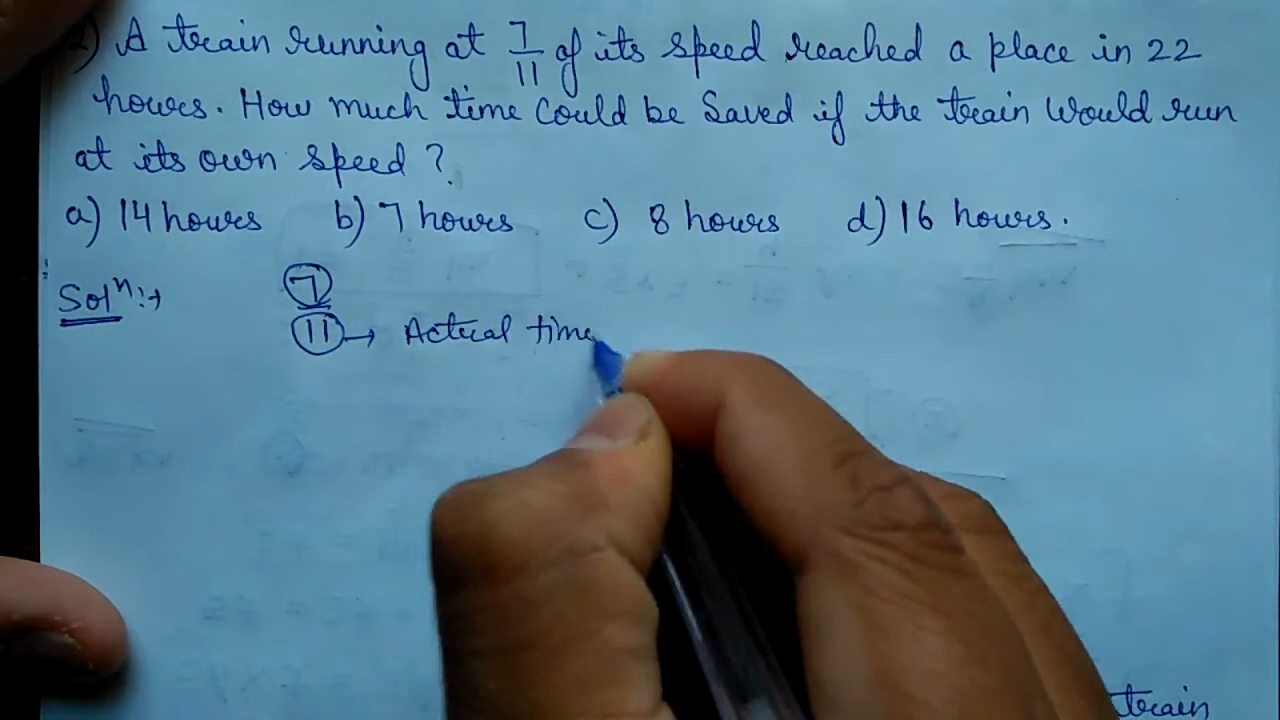 2) A train running at 7/11 of its speed reached a place in 22
hours. How much time could be saved if the train would run
at its own speed ?
a) 14 hours b) 7 hours c) 8 hours d) 16 hours.
Solⁿ:→ 7
11 → Actual time
train